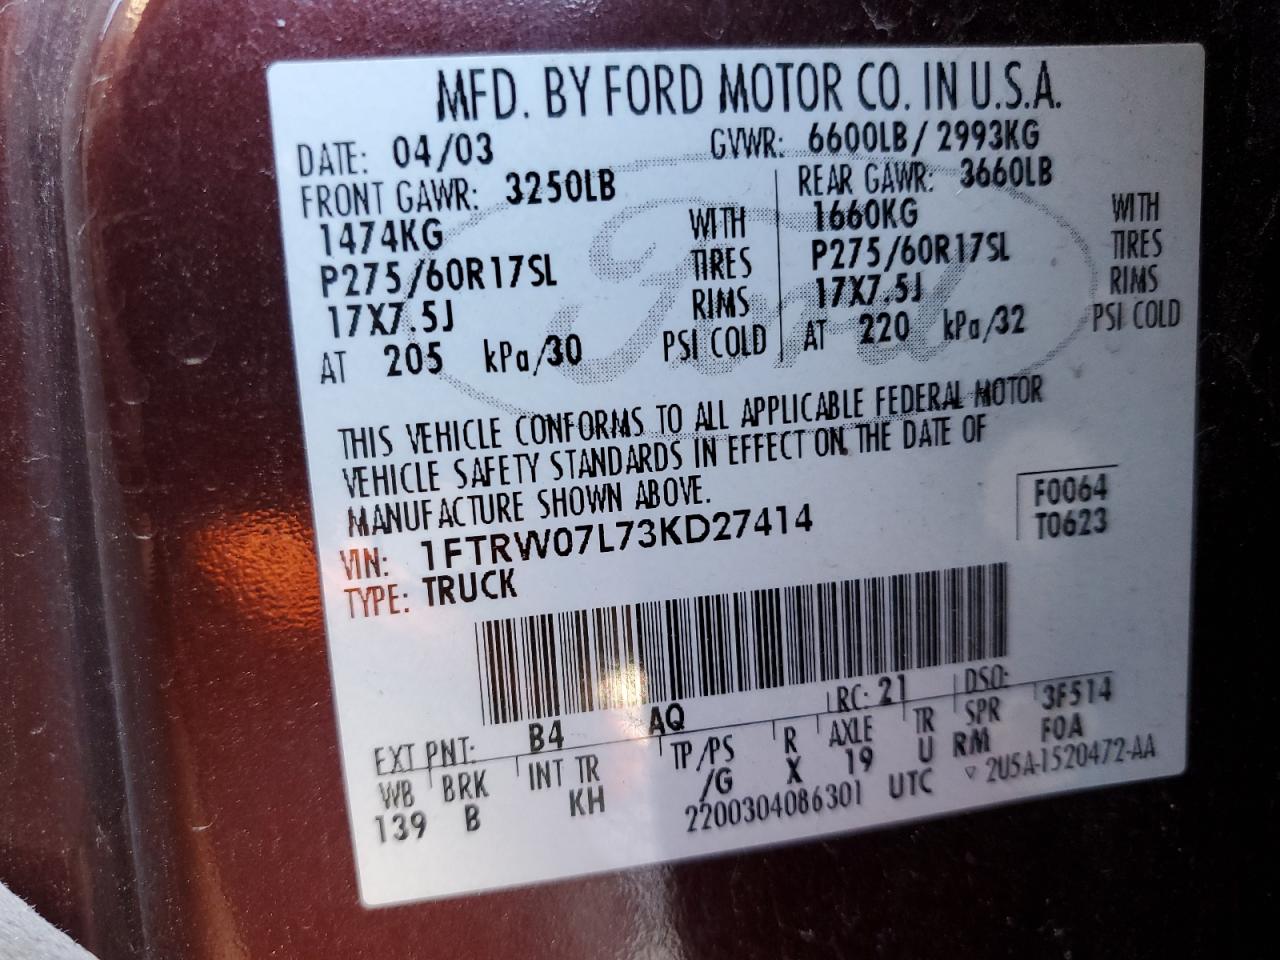 MFD. BY FORD MOTOR CO. IN U.S.A.
DATE: 04/03 GVWR: 6600LB/2993KG
FRONT GAWR: 3250LB REAR GAWR: 3660LB
1474KG WITH 1660KG WITH
P275/60R17SL TIRES P275/60R17SL TIRES
17X7.5J RIMS 17X7.5J RIMS
AT 205 kPa/30 PSI COLD AT 220 kPa/32 PSI COLD
Ford
THIS VEHICLE CONFORMS TO ALL APPLICABLE FEDERAL MOTOR
VEHICLE SAFETY STANDARDS IN EFFECT ON THE DATE OF
MANUFACTURE SHOWN ABOVE.
F0064
T0623
VIN: 1FTRW07L73KD27414
TYPE: TRUCK
EXT PNT: B4 AQ RC: 21 DSO: 3F514
WB BRK INT TR TP/PS R AXLE TR SPR F0A
139 B KH /G X 19 U RM
2200304086301 UTC ▽ 2U5A-1520472-AA